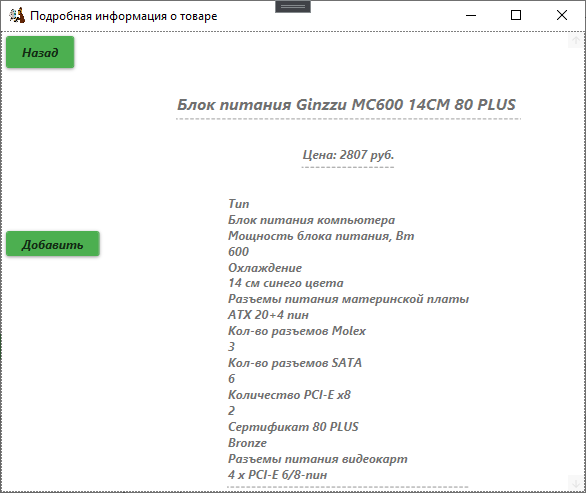 Подробная информация о товаре
Назад
Блок питания Ginzzu MC600 14CM 80 PLUS
Цена: 2807 руб.
Тип
Блок питания компьютера
Мощность блока питания, Вт
600
Охлаждение
14 см синего цвета
Разъемы питания материнской платы
ATX 20+4 пин
Кол-во разъемов Molex
3
Кол-во разъемов SATA
6
Количество PCI-E x8
2
Сертификат 80 PLUS
Bronze
Разъемы питания видеокарт
4 x PCI-E 6/8-пин
Добавить